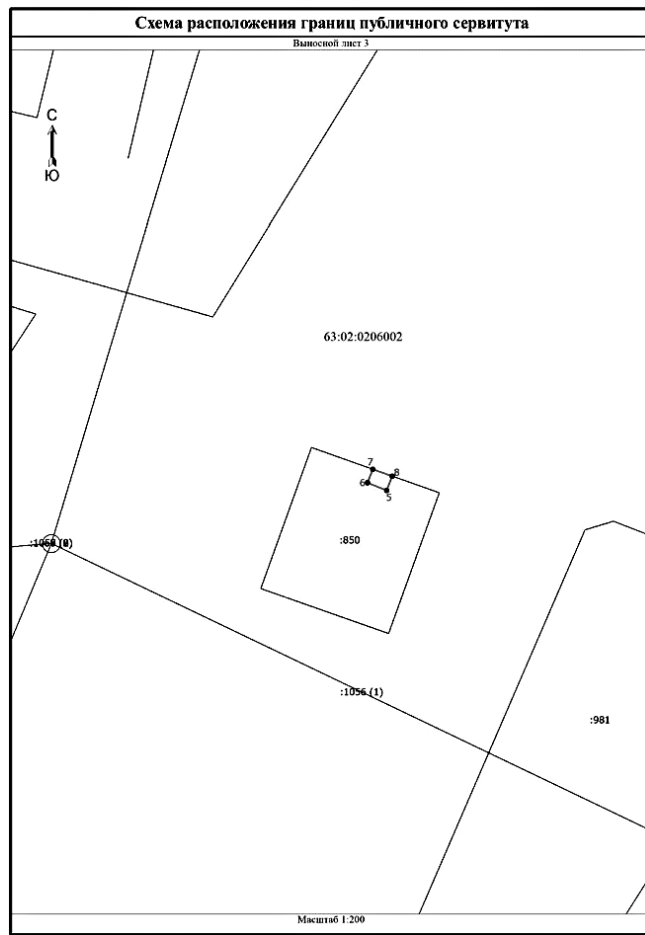 Схема расположения границ публичного сервитута
Выносной лист 3
С
Ю
63:02:0206002
7
8
6
5
:850
:1056 (1)
:981
Масштаб 1:200